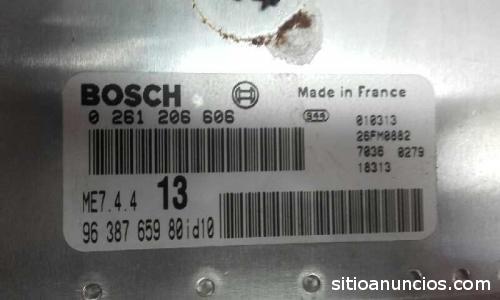 BOSCH
Made in France
0 261 206 606
S44
010313
26FM0882
7036 0279
18313
ME7.4.4 13
96 387 659 80id10
sitioanuncios.com